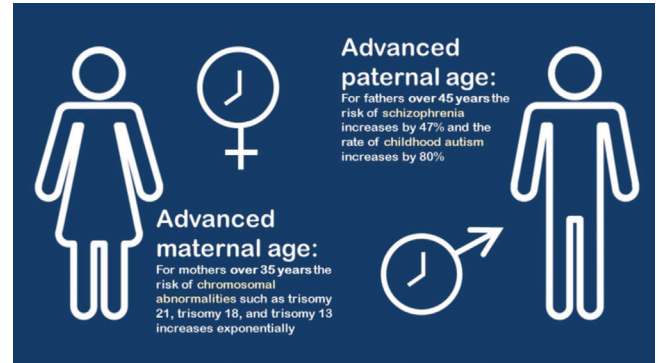 Advanced
paternal age:
For fathers over 45 years the
risk of schizophrenia
increases by 47% and the
rate of childhood autism
increases by 80%
Advanced
maternal age:
For mothers over 35 years the
risk of chromosomal
abnormalities such as trisomy
21, trisomy 18, and trisomy 13
increases exponentially